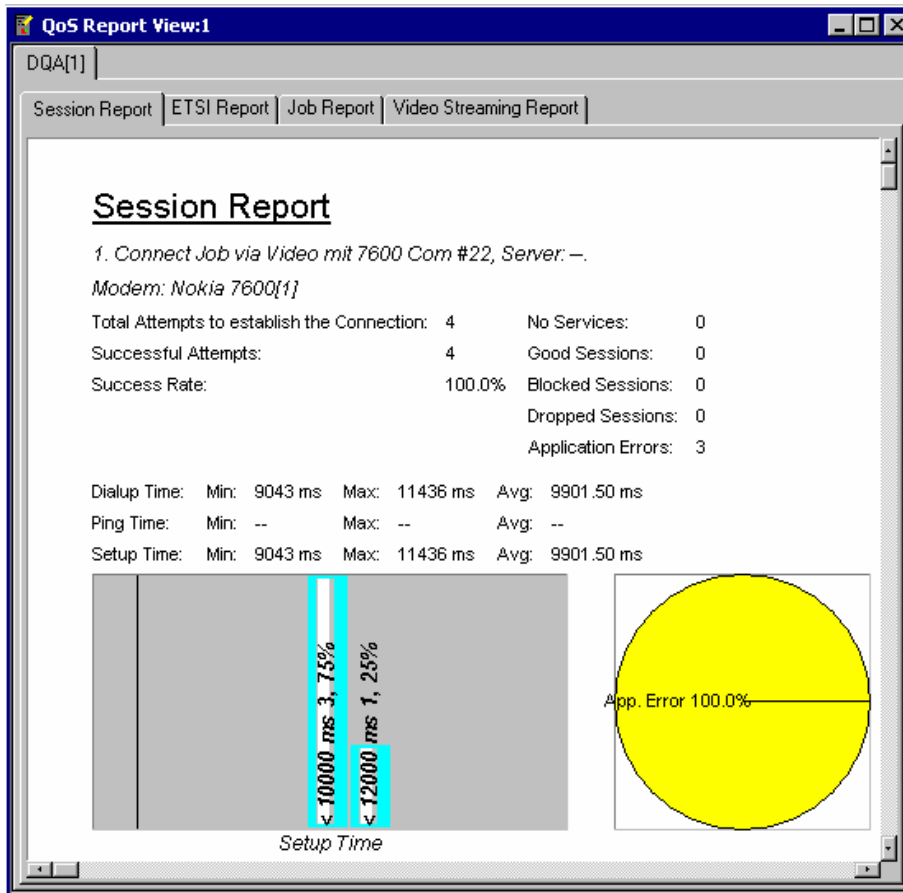 QoS Report View:1
DQA[1]
Session Report ETSI Report Job Report Video Streaming Report
Session Report
1. Connect Job via Video mit 7600 Com #22, Server: --.
Modem: Nokia 7600[1]
Total Attempts to establish the Connection: 4 No Services: 0
Successful Attempts: 4 Good Sessions: 0
Success Rate: 100.0% Blocked Sessions: 0
Dropped Sessions: 0
Application Errors: 3
Dialup Time: Min: 9043 ms Max: 11436 ms Avg: 9901.50 ms
Ping Time: Min: -- Max: -- Avg: --
Setup Time: Min: 9043 ms Max: 11436 ms Avg: 9901.50 ms
< 10000 ms 3, 75%
< 12000 ms 1, 25%
App. Error 100.0%
Setup Time